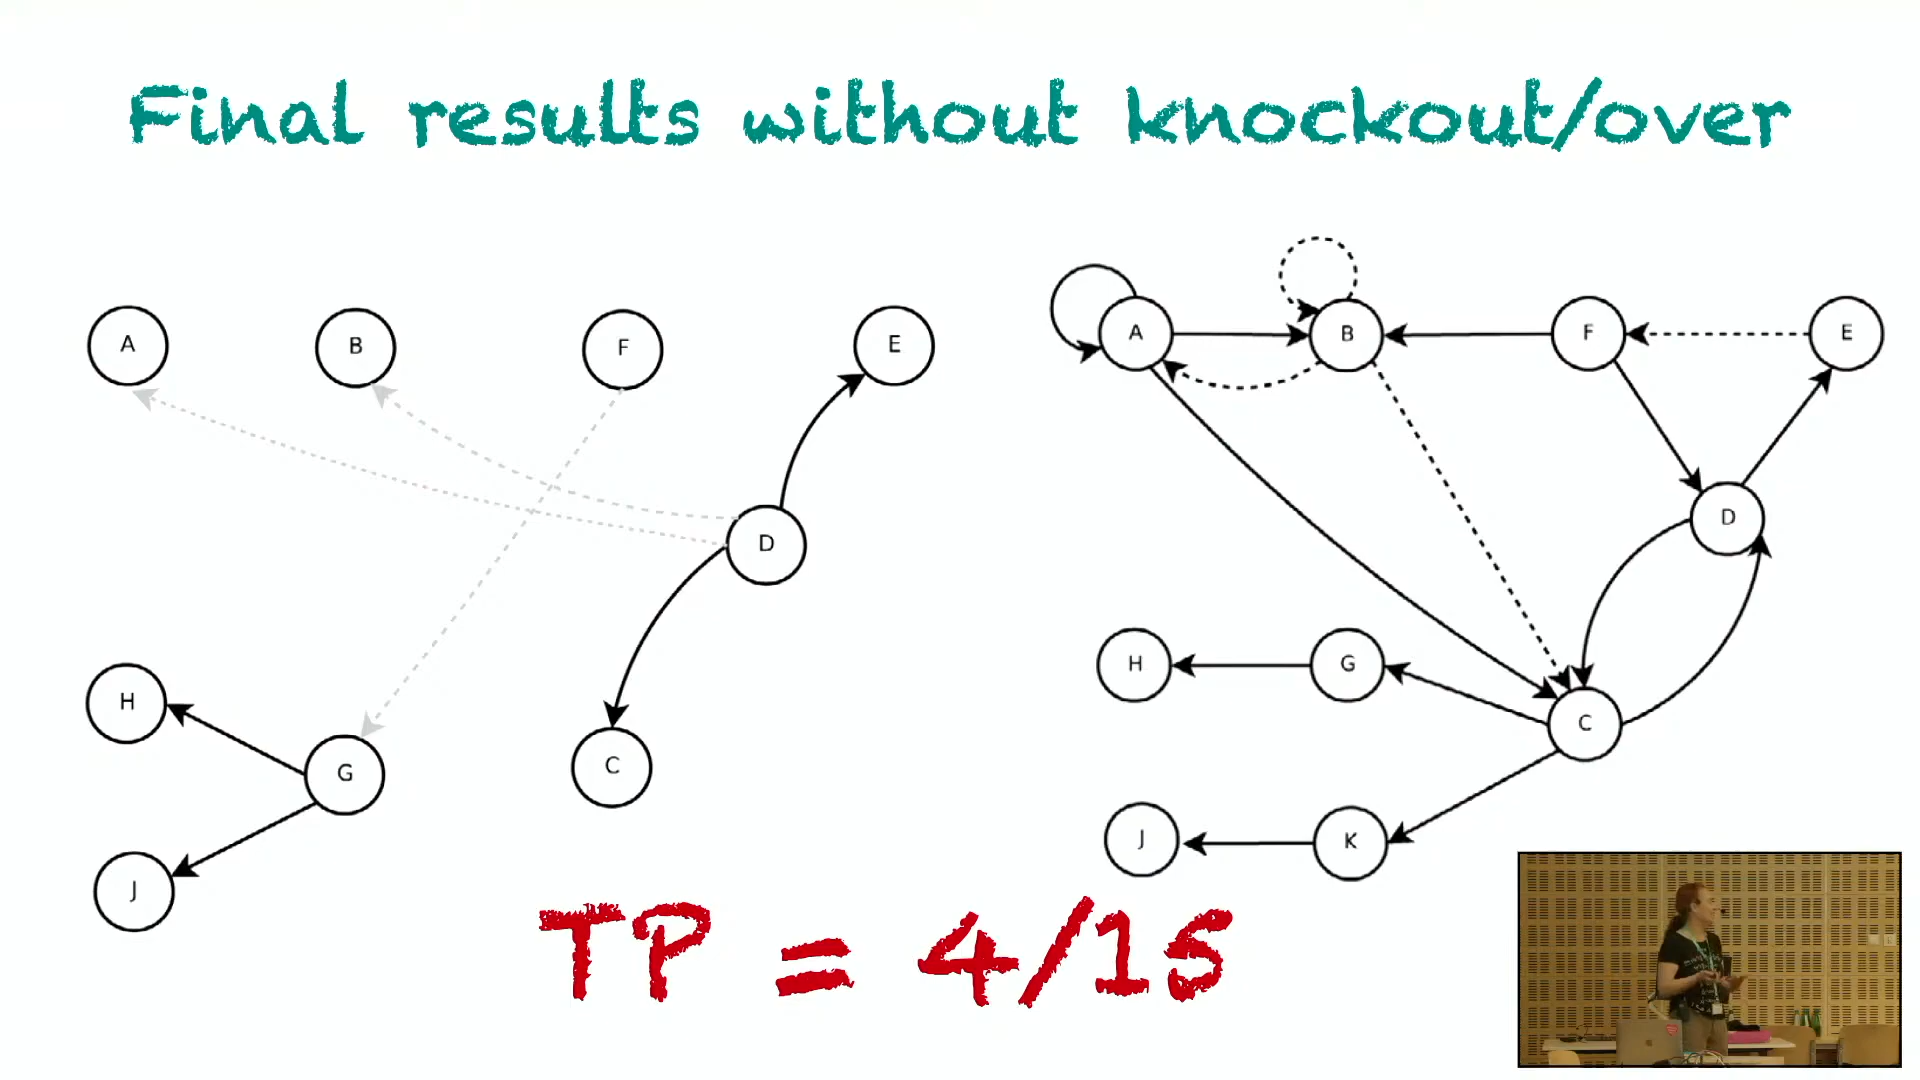 Final results without knockout/over
A B F E
D
H
G
C
J
A B F E
D
H G
C
J K
TP = 4/15